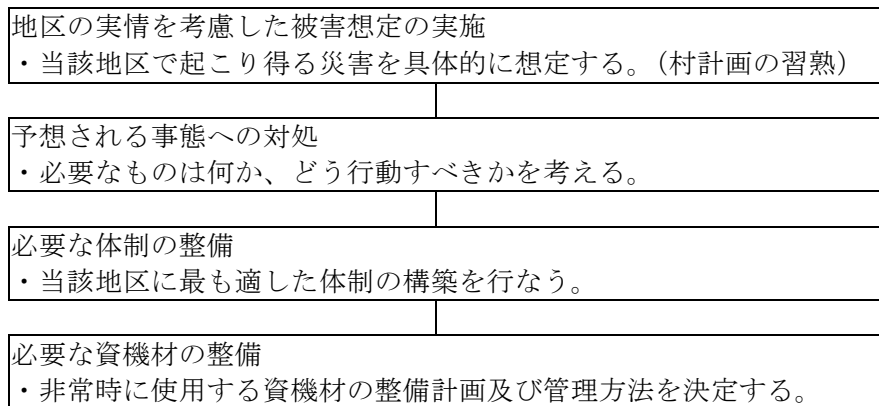 地区の実情を考慮した被害想定の実施
・当該地区で起こり得る災害を具体的に想定する。(村計画の習熟)
予想される事態への対処
・必要なものは何か、どう行動すべきかを考える。
必要な体制の整備
・当該地区に最も適した体制の構築を行なう。
必要な資機材の整備
・非常時に使用する資機材の整備計画及び管理方法を決定する。